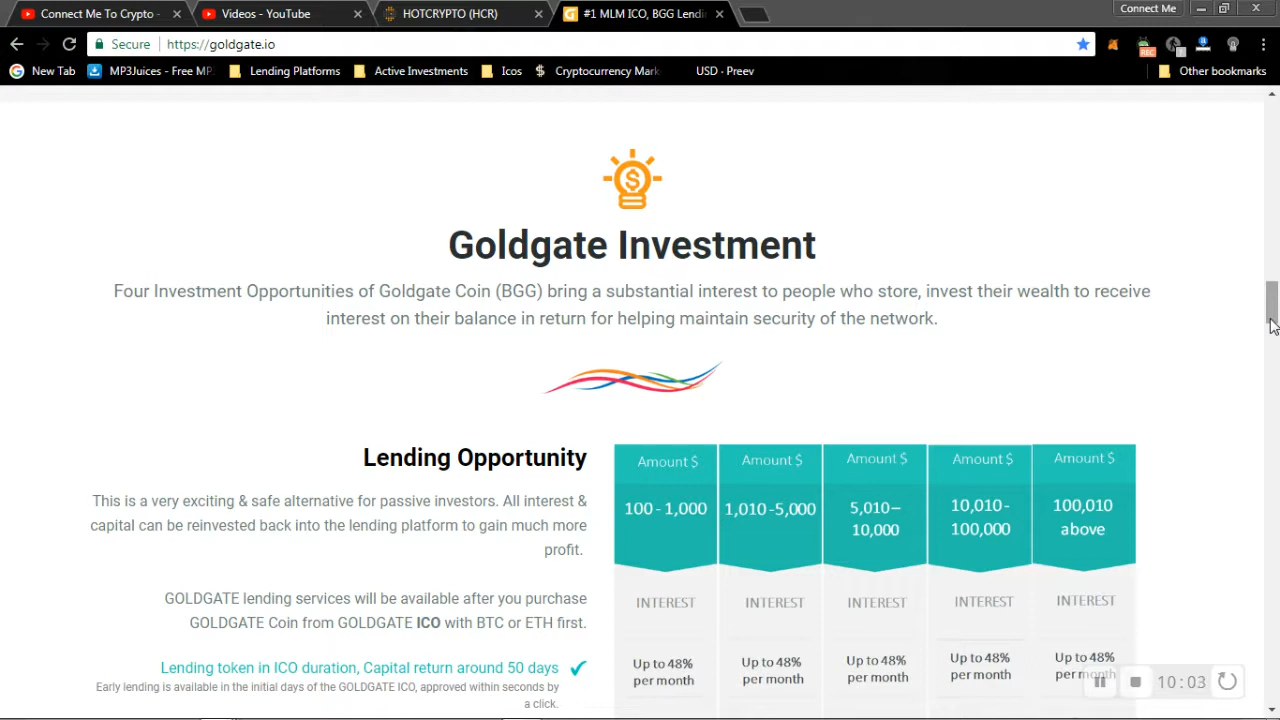 Connect Me To Crypto -
Videos - YouTube
HOTCRYPTO (HCR)
#1 MLM ICO, BGG Lendi
Connect Me
Secure
https://goldgate.io
New Tab
MP3Juices - Free MP
Lending Platforms
Active Investments
Icos
Cryptocurrency Mark
USD · Preev
Other bookmarks
REC
Goldgate Investment
Four Investment Opportunities of Goldgate Coin (BGG) bring a substantial interest to people who store, invest their wealth to receive
interest on their balance in return for helping maintain security of the network.
Lending Opportunity
This is a very exciting & safe alternative for passive investors. All interest &
capital can be reinvested back into the lending platform to gain much more
profit.
GOLDGATE lending services will be available after you purchase
GOLDGATE Coin from GOLDGATE ICO with BTC or ETH first.
Lending token in ICO duration, Capital return around 50 days
Early lending is available in the initial days of the GOLDGATE ICO, approved within seconds by
a click.
Amount $ Amount $ Amount $ Amount $ Amount $
100 - 1,000 1,010 -5,000 5,010– 10,010- 100,010
10,000 100,000 above
INTEREST INTEREST INTEREST INTEREST INTEREST
Up to 48% Up to 48% Up to 48% Up to 48% Up to 48%
per month per month per month per month per month
10:03